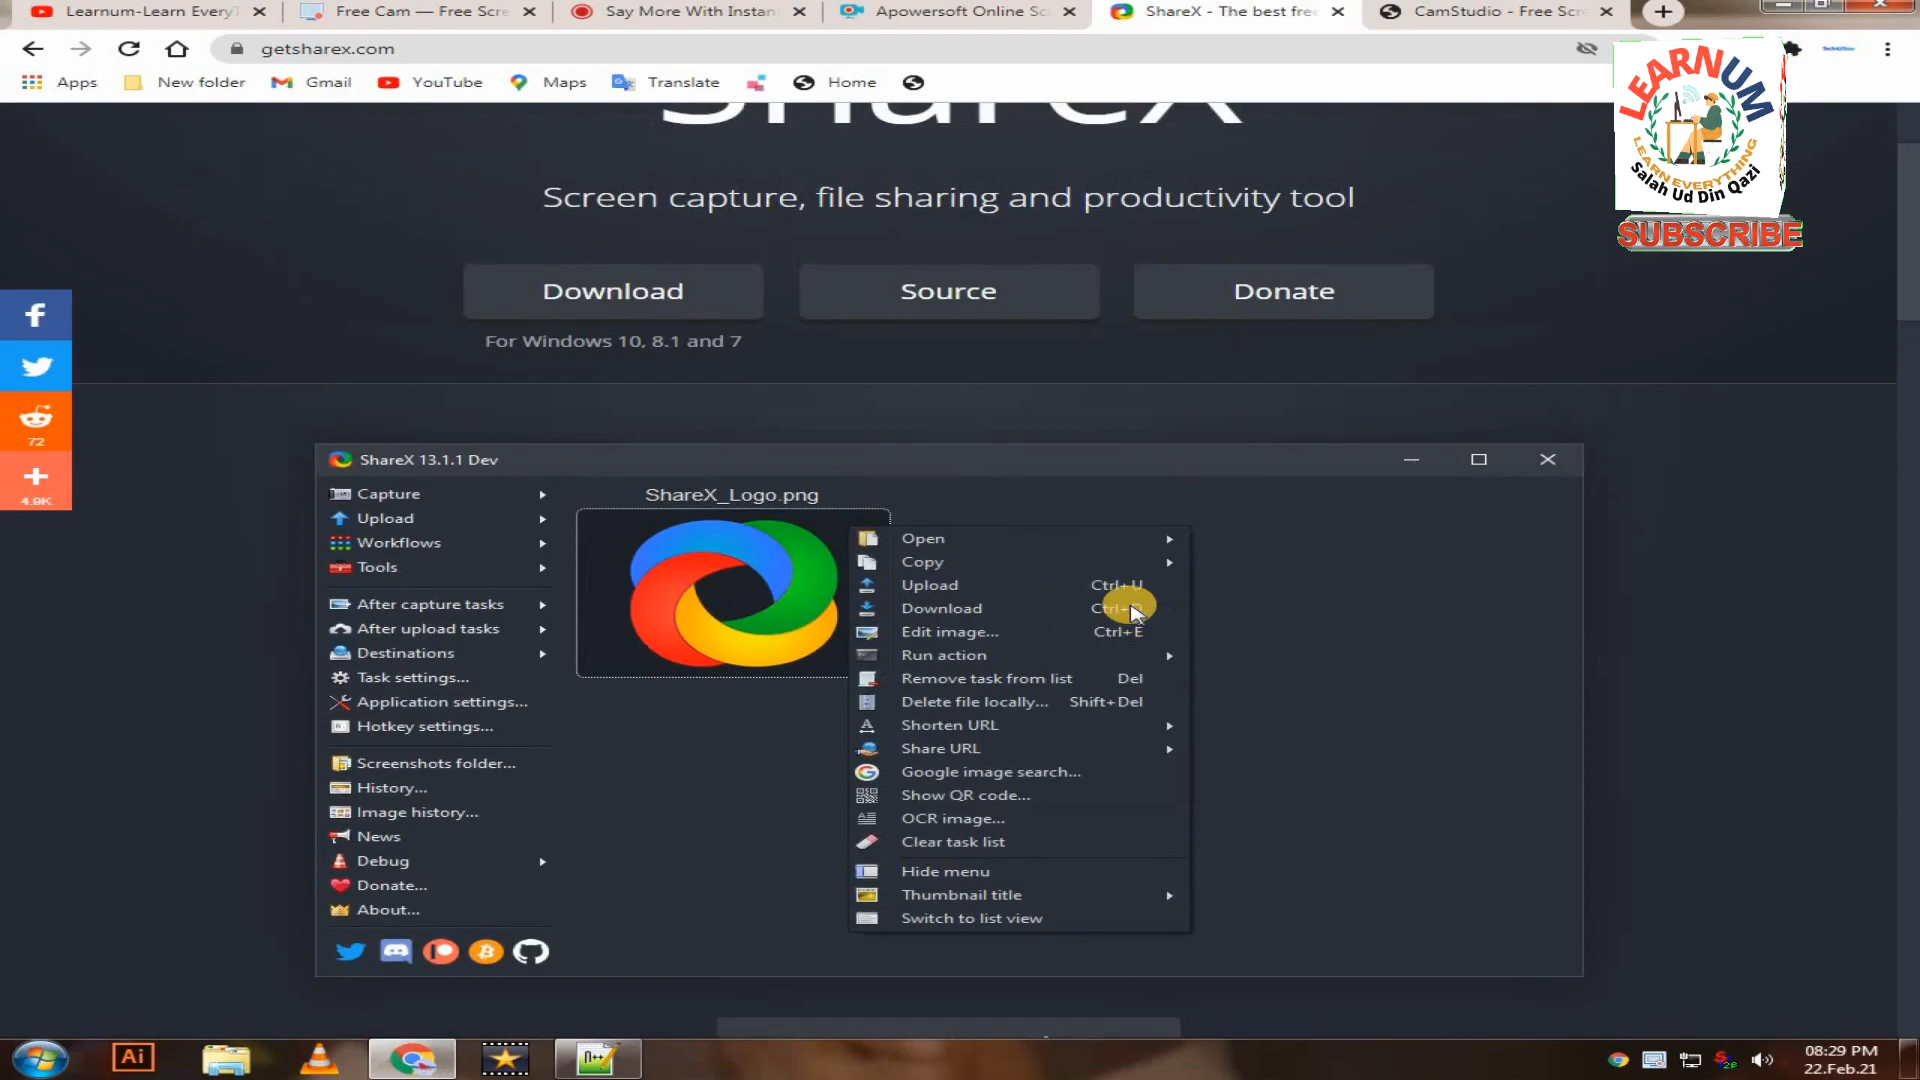 Learnum-Learn Every
Free Cam — Free Scre
Say More With Instan
Apowersoft Online Sc
ShareX - The best free
CamStudio - Free Scre
getsharex.com
Apps
New folder
Gmail
YouTube
Maps
Translate
Home
LEARNUM
LEARN EVERYTHING
Salah Ud Din Qazi
SUBSCRIBE
ShareX
Screen capture, file sharing and productivity tool
Download
Source
Donate
For Windows 10, 8.1 and 7
72
4.9K
ShareX 13.1.1 Dev
Capture
Upload
Workflows
Tools
After capture tasks
After upload tasks
Destinations
Task settings...
Application settings...
Hotkey settings...
Screenshots folder...
History...
Image history...
News
Debug
Donate...
About...
ShareX_Logo.png
Open
Copy
Upload Ctrl+U
Download Ctrl+D
Edit image... Ctrl+E
Run action
Remove task from list Del
Delete file locally... Shift+Del
Shorten URL
Share URL
Google image search...
Show QR code...
OCR image...
Clear task list
Hide menu
Thumbnail title
Switch to list view
Ai
08:29 PM
22.Feb.21